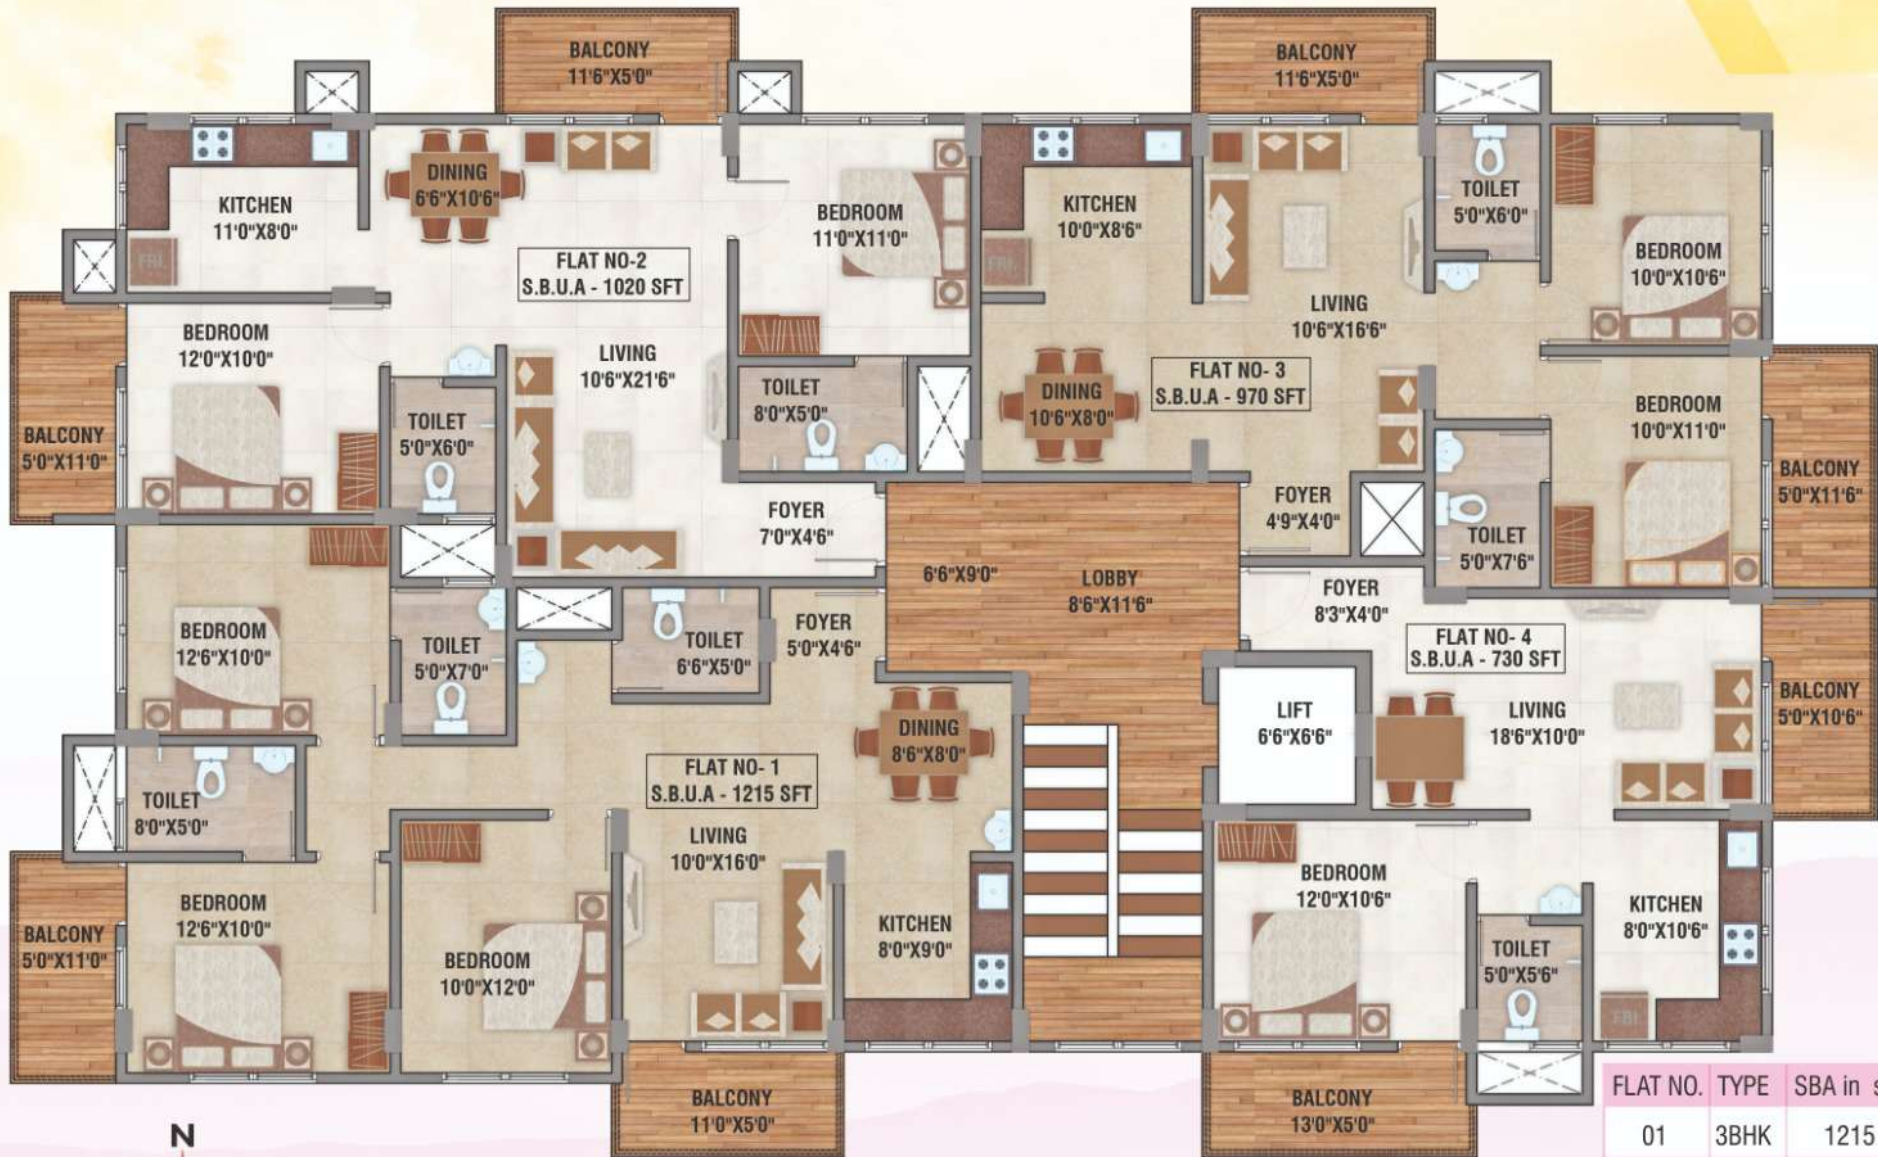 BALCONY
11'6"X5'0"
BALCONY
11'6"X5'0"
KITCHEN
11'0"X8'0"
FRI.
DINING
6'6"X10'6"
BEDROOM
11'0"X11'0"
FLAT NO-2
S.B.U.A - 1020 SFT
BEDROOM
12'0"X10'0"
LIVING
10'6"X21'6"
TOILET
5'0"X6'0"
TOILET
8'0"X5'0"
BALCONY
5'0"X11'0"
FOYER
7'0"X4'6"
KITCHEN
10'0"X8'6"
FRI.
TOILET
5'0"X6'0"
BEDROOM
10'0"X10'6"
LIVING
10'6"X16'6"
FLAT NO- 3
S.B.U.A - 970 SFT
DINING
10'6"X8'0"
BEDROOM
10'0"X11'0"
BALCONY
5'0"X11'6"
FOYER
4'9"X4'0"
TOILET
5'0"X7'6"
6'6"X9'0"
LOBBY
8'6"X11'6"
BEDROOM
12'6"X10'0"
TOILET
5'0"X7'0"
TOILET
6'6"X5'0"
FOYER
5'0"X4'6"
DINING
8'6"X8'0"
FLAT NO- 1
S.B.U.A - 1215 SFT
TOILET
8'0"X5'0"
LIVING
10'0"X16'0"
BEDROOM
12'6"X10'0"
BALCONY
5'0"X11'0"
BEDROOM
10'0"X12'0"
KITCHEN
8'0"X9'0"
BALCONY
11'0"X5'0"
FOYER
8'3"X4'0"
FLAT NO- 4
S.B.U.A - 730 SFT
LIFT
6'6"X6'6"
LIVING
18'6"X10'0"
BALCONY
5'0"X10'6"
BEDROOM
12'0"X10'6"
TOILET
5'0"X5'6"
KITCHEN
8'0"X10'6"
FRI.
BALCONY
13'0"X5'0"
N
FLAT NO. TYPE SBA in
01 3BHK 1215